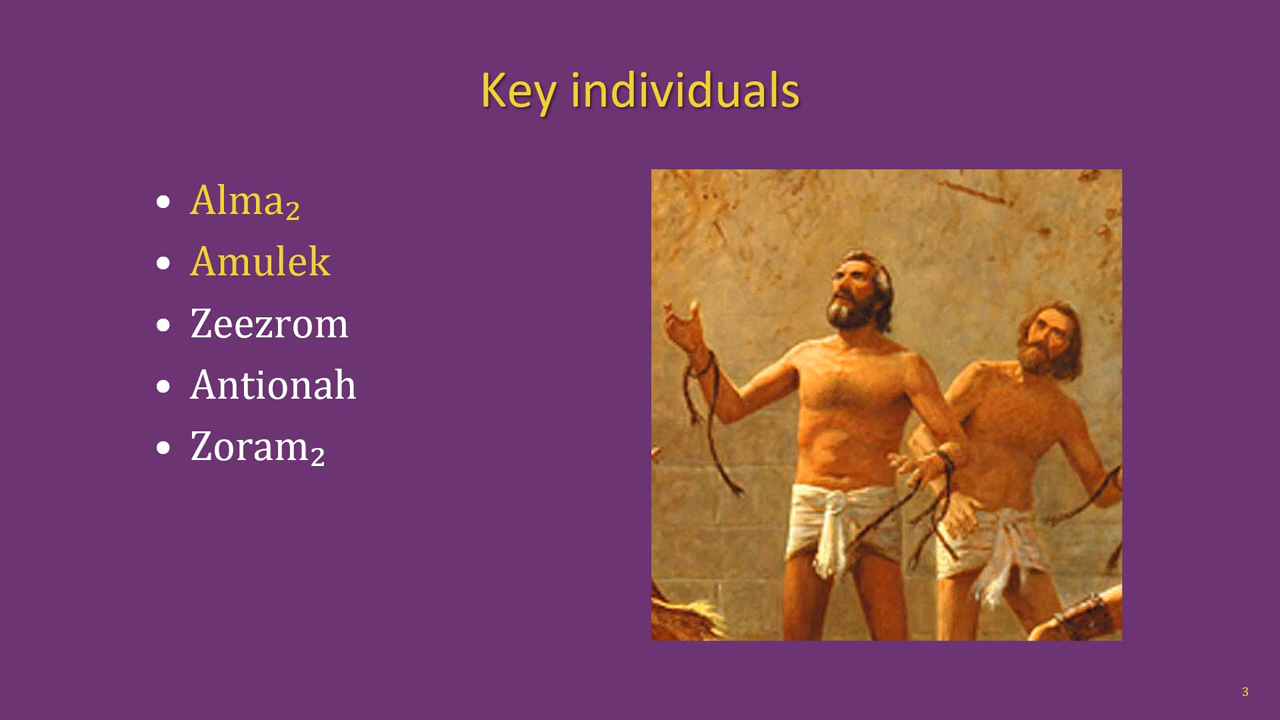 Key individuals
• Alma₂
• Amulek
• Zeezrom
• Antionah
• Zoram₂
3